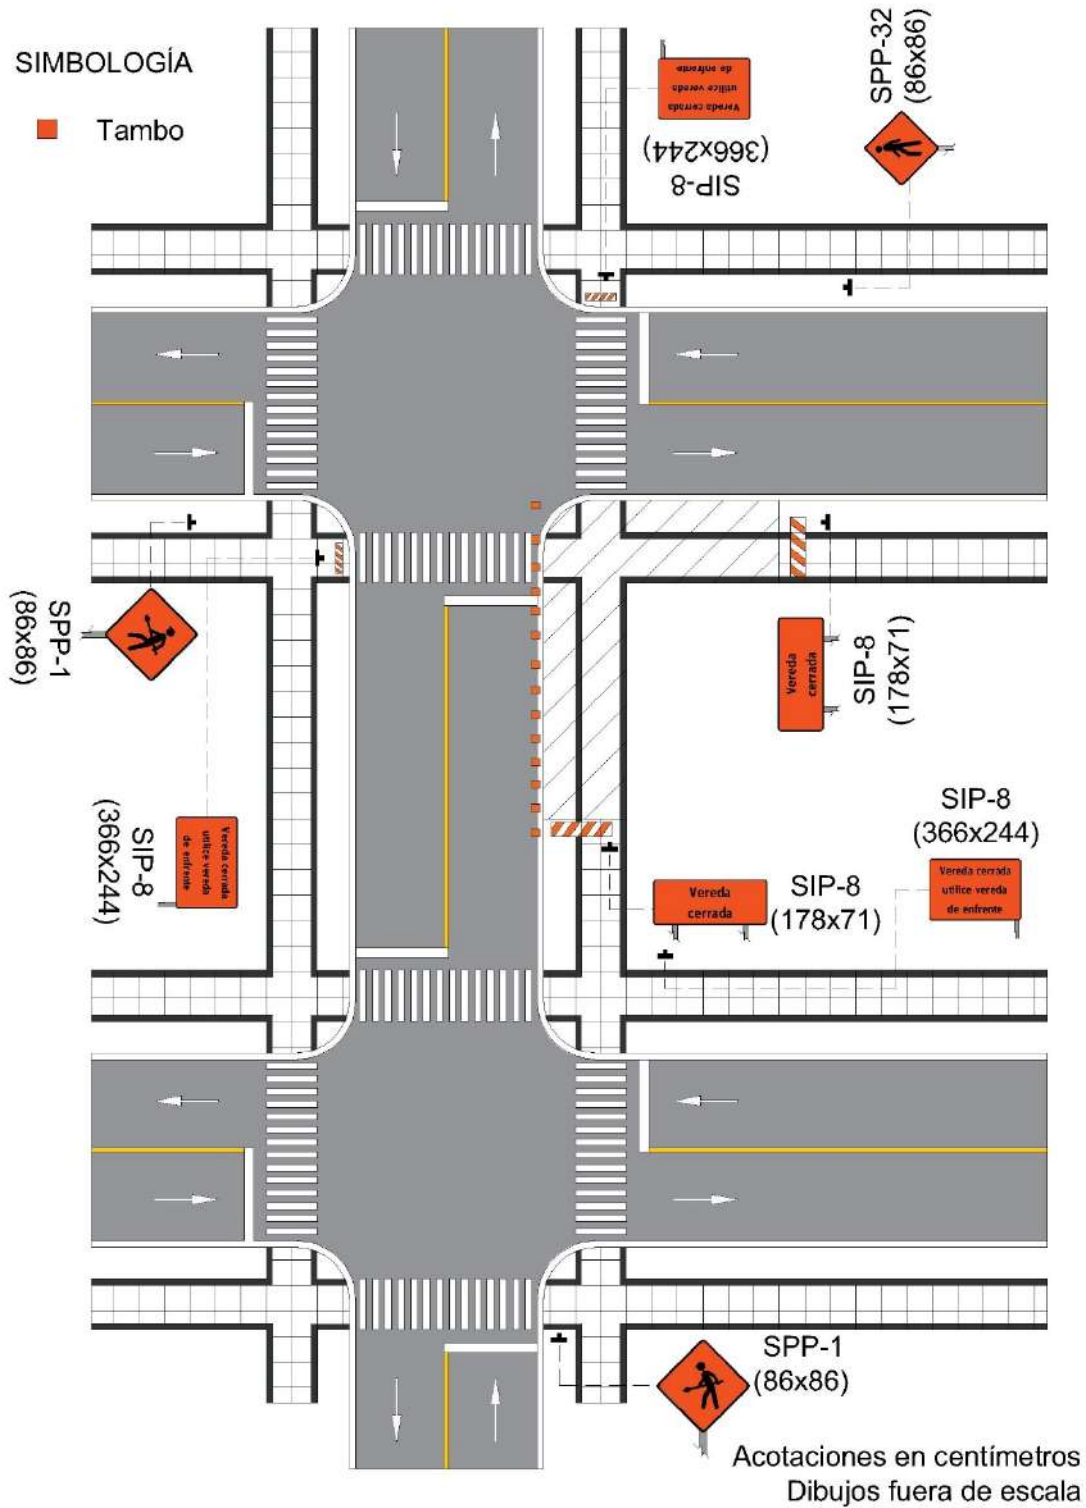 SIMBOLOGÍA
Tambo
Vereda cerrada
utilice vereda
de enfrente
SIP-8
(366x244)
SPP-32
(86x86)
SPP-1
(86x86)
Vereda
cerrada
SIP-8
(178x71)
Vereda cerrada
utilice vereda
de enfrente
SIP-8
(366x244)
Vereda
cerrada
SIP-8
(178x71)
SIP-8
(366x244)
Vereda cerrada
utilice vereda
de enfrente
SPP-1
(86x86)
Acotaciones en centímetros
Dibujos fuera de escala